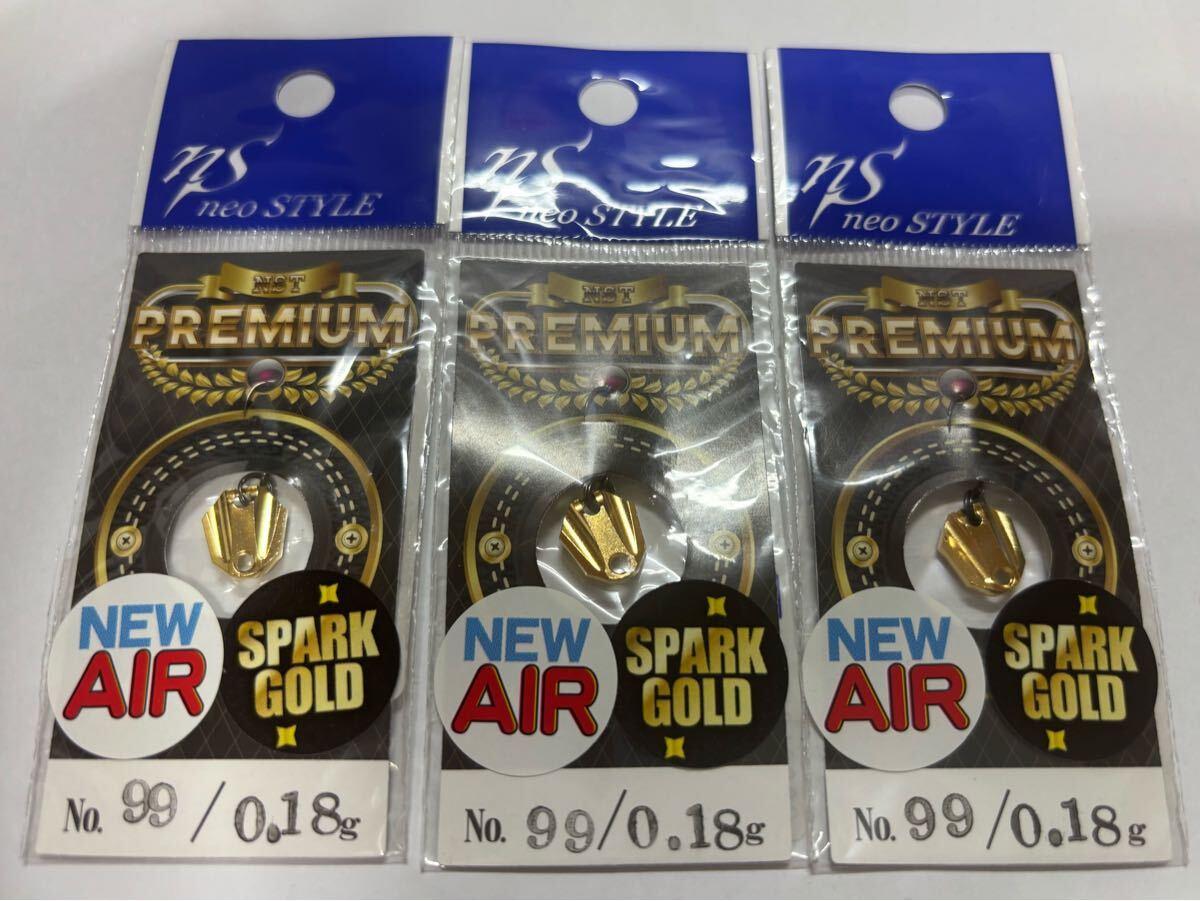 ns
neo STYLE
NST
PREMIUM
NEW
AIR
SPARK
GOLD
No. 99 / 0.18g
ns
neo STYLE
NST
PREMIUM
NEW
AIR
SPARK
GOLD
No. 99/0.18g
ns
neo STYLE
NST
PREMIUM
NEW
AIR
SPARK
GOLD
No. 99/0.18g